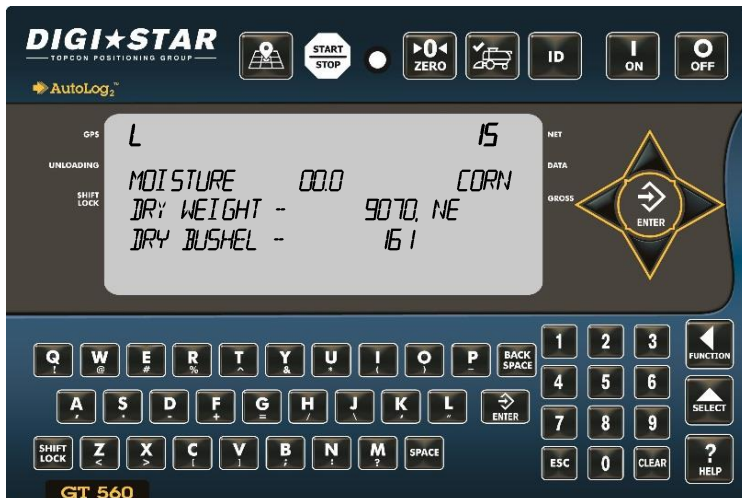 DIGI★STAR
TOPCON POSITIONING GROUP
AutoLog2™
START
STOP
▶0◀
ZERO
ID
I
ON
O
OFF
GPS
L 15
NET
UNLOADING
MOISTURE 00.0 CORN
DATA
SHIFT
LOCK
DRY WEIGHT - 9070. NE
GROSS
DRY BUSHEL - 161
ENTER
Q ! W @ E # R % T ^ Y & U * I ( O ) P _ BACK SPACE
A S D - F + G = H / J \ K L ENTER
SHIFT LOCK Z < X > C [ V ] B ; N : M ? SPACE
1 2 3
FUNCTION
4 5 6
SELECT
7 8 9
ESC 0 CLEAR
?
HELP
GT 560